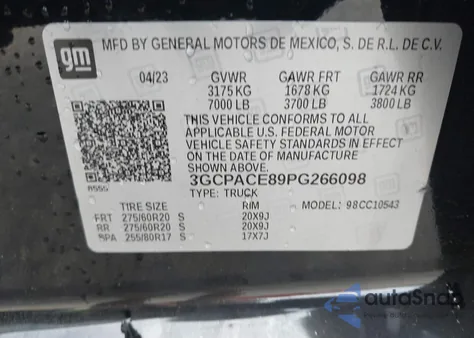 gm
MFD BY GENERAL MOTORS DE MEXICO, S. DE R.L. DE C.V.
04/23 GVWR GAWR FRT GAWR RR
3175 KG 1678 KG 1724 KG
7000 LB 3700 LB 3800 LB
THIS VEHICLE CONFORMS TO ALL
APPLICABLE U.S. FEDERAL MOTOR
VEHICLE SAFETY STANDARDS IN EFFECT
ON THE DATE OF MANUFACTURE
SHOWN ABOVE.
3GCPACE89PG266098
TYPE: TRUCK MODEL: 98CC10543
TIRE SIZE RIM
FRT 275/60R20 S 20X9J
RR 275/60R20 S 20X9J
SPA 255/80R17 S 17X7J
autoSnap